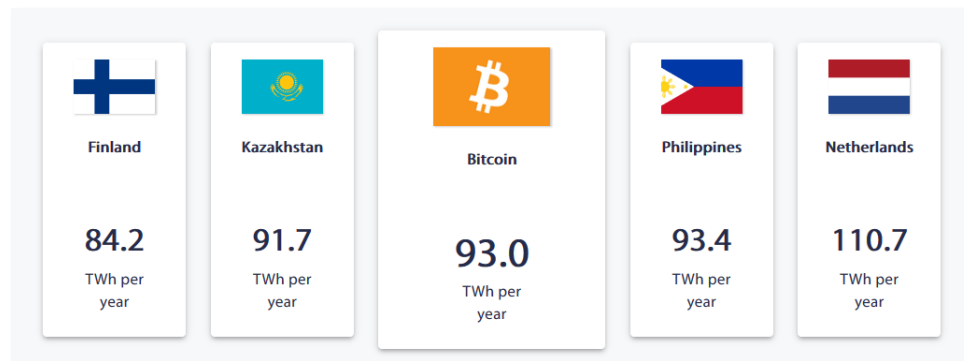 Finland
84.2
TWh per
year
Kazakhstan
91.7
TWh per
year
Bitcoin
93.0
TWh per
year
Philippines
93.4
TWh per
year
Netherlands
110.7
TWh per
year